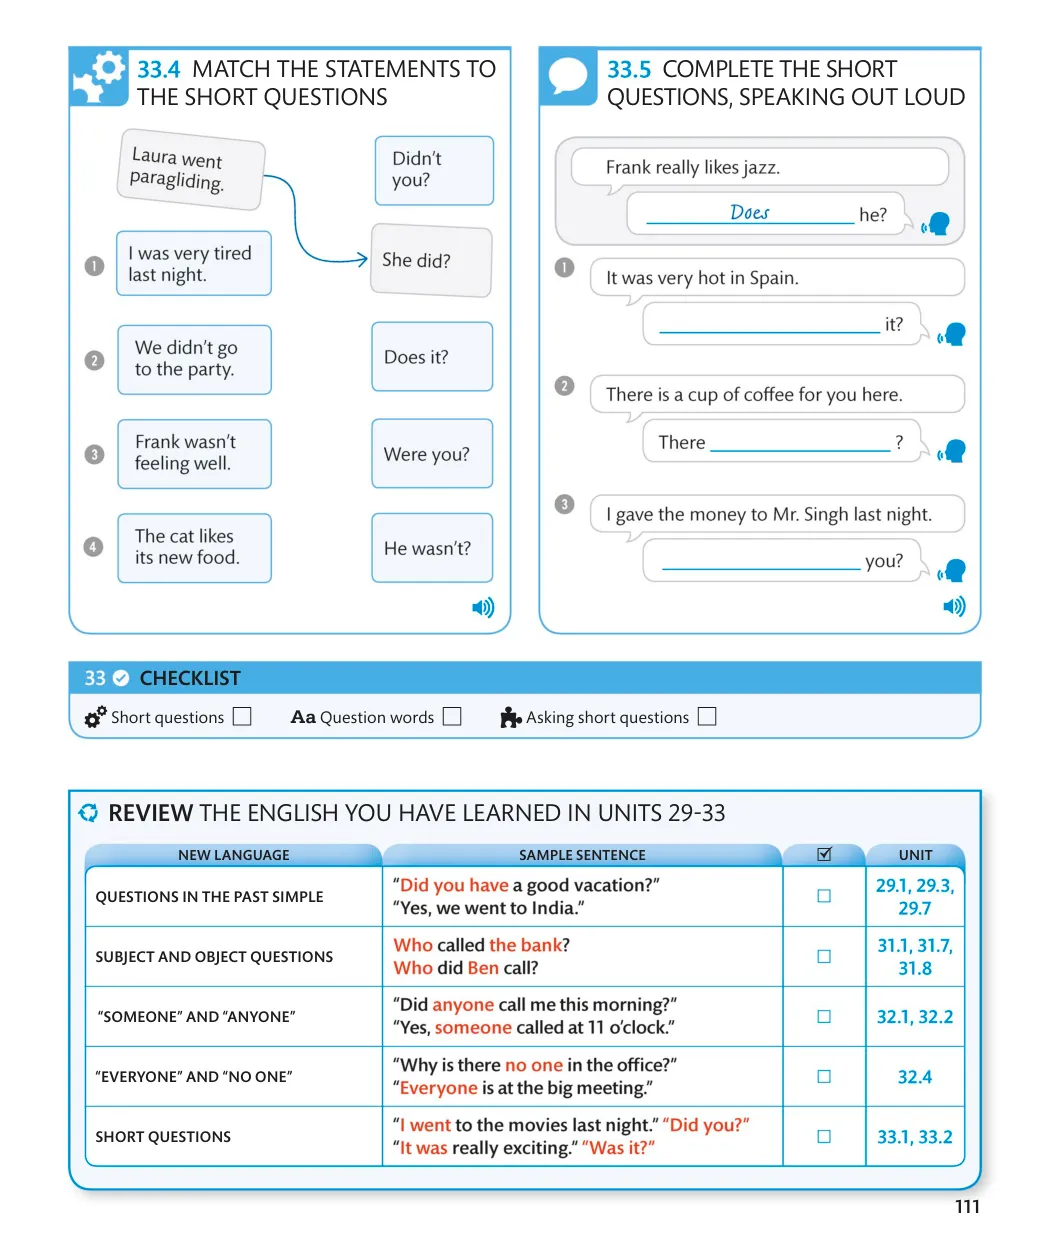 33.4 MATCH THE STATEMENTS TO
THE SHORT QUESTIONS
Laura went
paragliding.
Didn't
you?
She did?
1
I was very tired
last night.
2
We didn't go
to the party.
Does it?
3
Frank wasn't
feeling well.
Were you?
4
The cat likes
its new food.
He wasn't?
33.5 COMPLETE THE SHORT
QUESTIONS, SPEAKING OUT LOUD
Frank really likes jazz.
Does he?
1
It was very hot in Spain.
it?
2
There is a cup of coffee for you here.
There ?
3
I gave the money to Mr. Singh last night.
you?
33 CHECKLIST
Short questions Aa Question words Asking short questions
REVIEW THE ENGLISH YOU HAVE LEARNED IN UNITS 29-33
NEW LANGUAGE SAMPLE SENTENCE UNIT
QUESTIONS IN THE PAST SIMPLE
"Did you have a good vacation?"
"Yes, we went to India."
29.1, 29.3,
29.7
SUBJECT AND OBJECT QUESTIONS
Who called the bank?
Who did Ben call?
31.1, 31.7,
31.8
"SOMEONE" AND "ANYONE"
"Did anyone call me this morning?"
"Yes, someone called at 11 o'clock."
32.1, 32.2
"EVERYONE" AND "NO ONE"
"Why is there no one in the office?"
"Everyone is at the big meeting."
32.4
SHORT QUESTIONS
"I went to the movies last night." "Did you?"
"It was really exciting." "Was it?"
33.1, 33.2
111